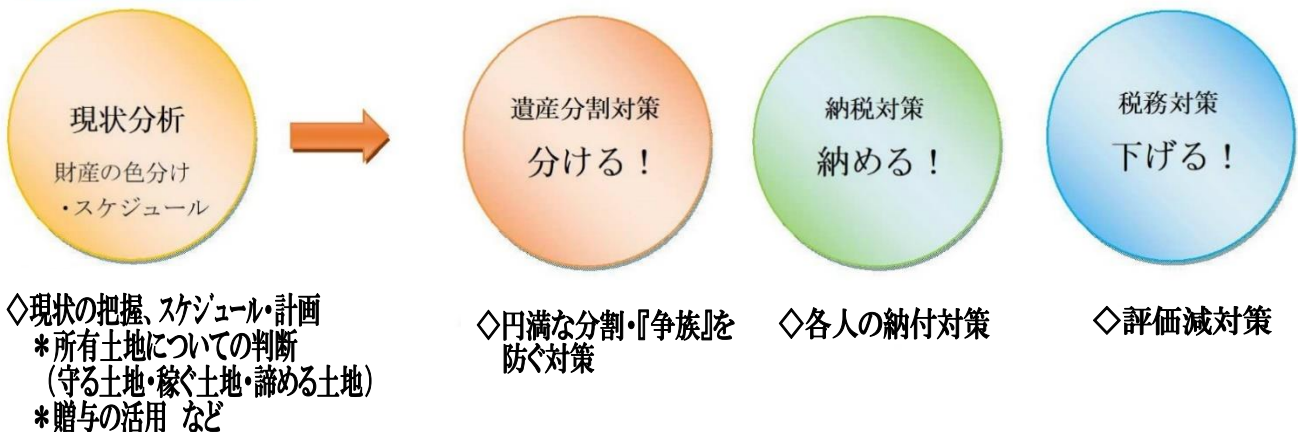 現状分析
財産の色分け
・スケジュール
遺産分割対策
分ける！
納税対策
納める！
税務対策
下げる！
◇現状の把握、スケジュール・計画
＊所有土地についての判断
（守る土地・稼ぐ土地・諦める土地）
＊贈与の活用 など
◇円満な分割・『争族』を
防ぐ対策
◇各人の納付対策
◇評価減対策